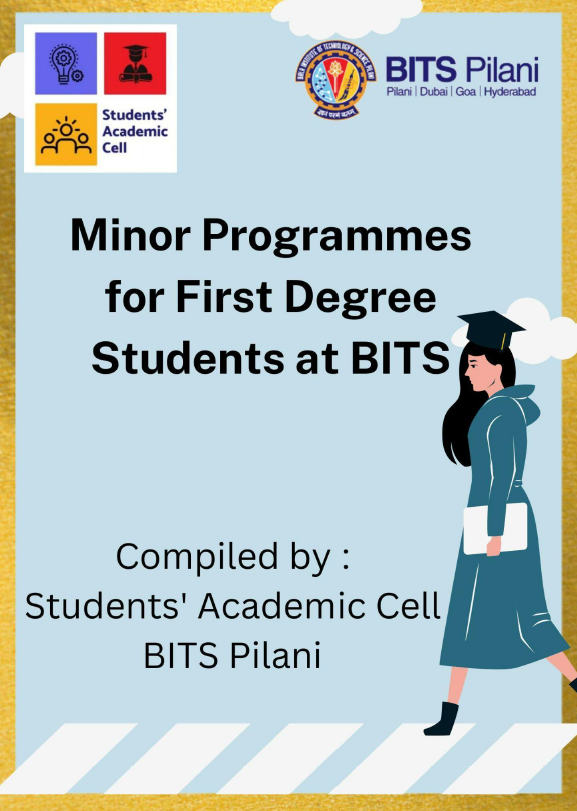 Students'
Academic
Cell
BITS Pilani
Pilani | Dubai | Goa | Hyderabad
Minor Programmes
for First Degree
Students at BITS
Compiled by :
Students' Academic Cell
BITS Pilani